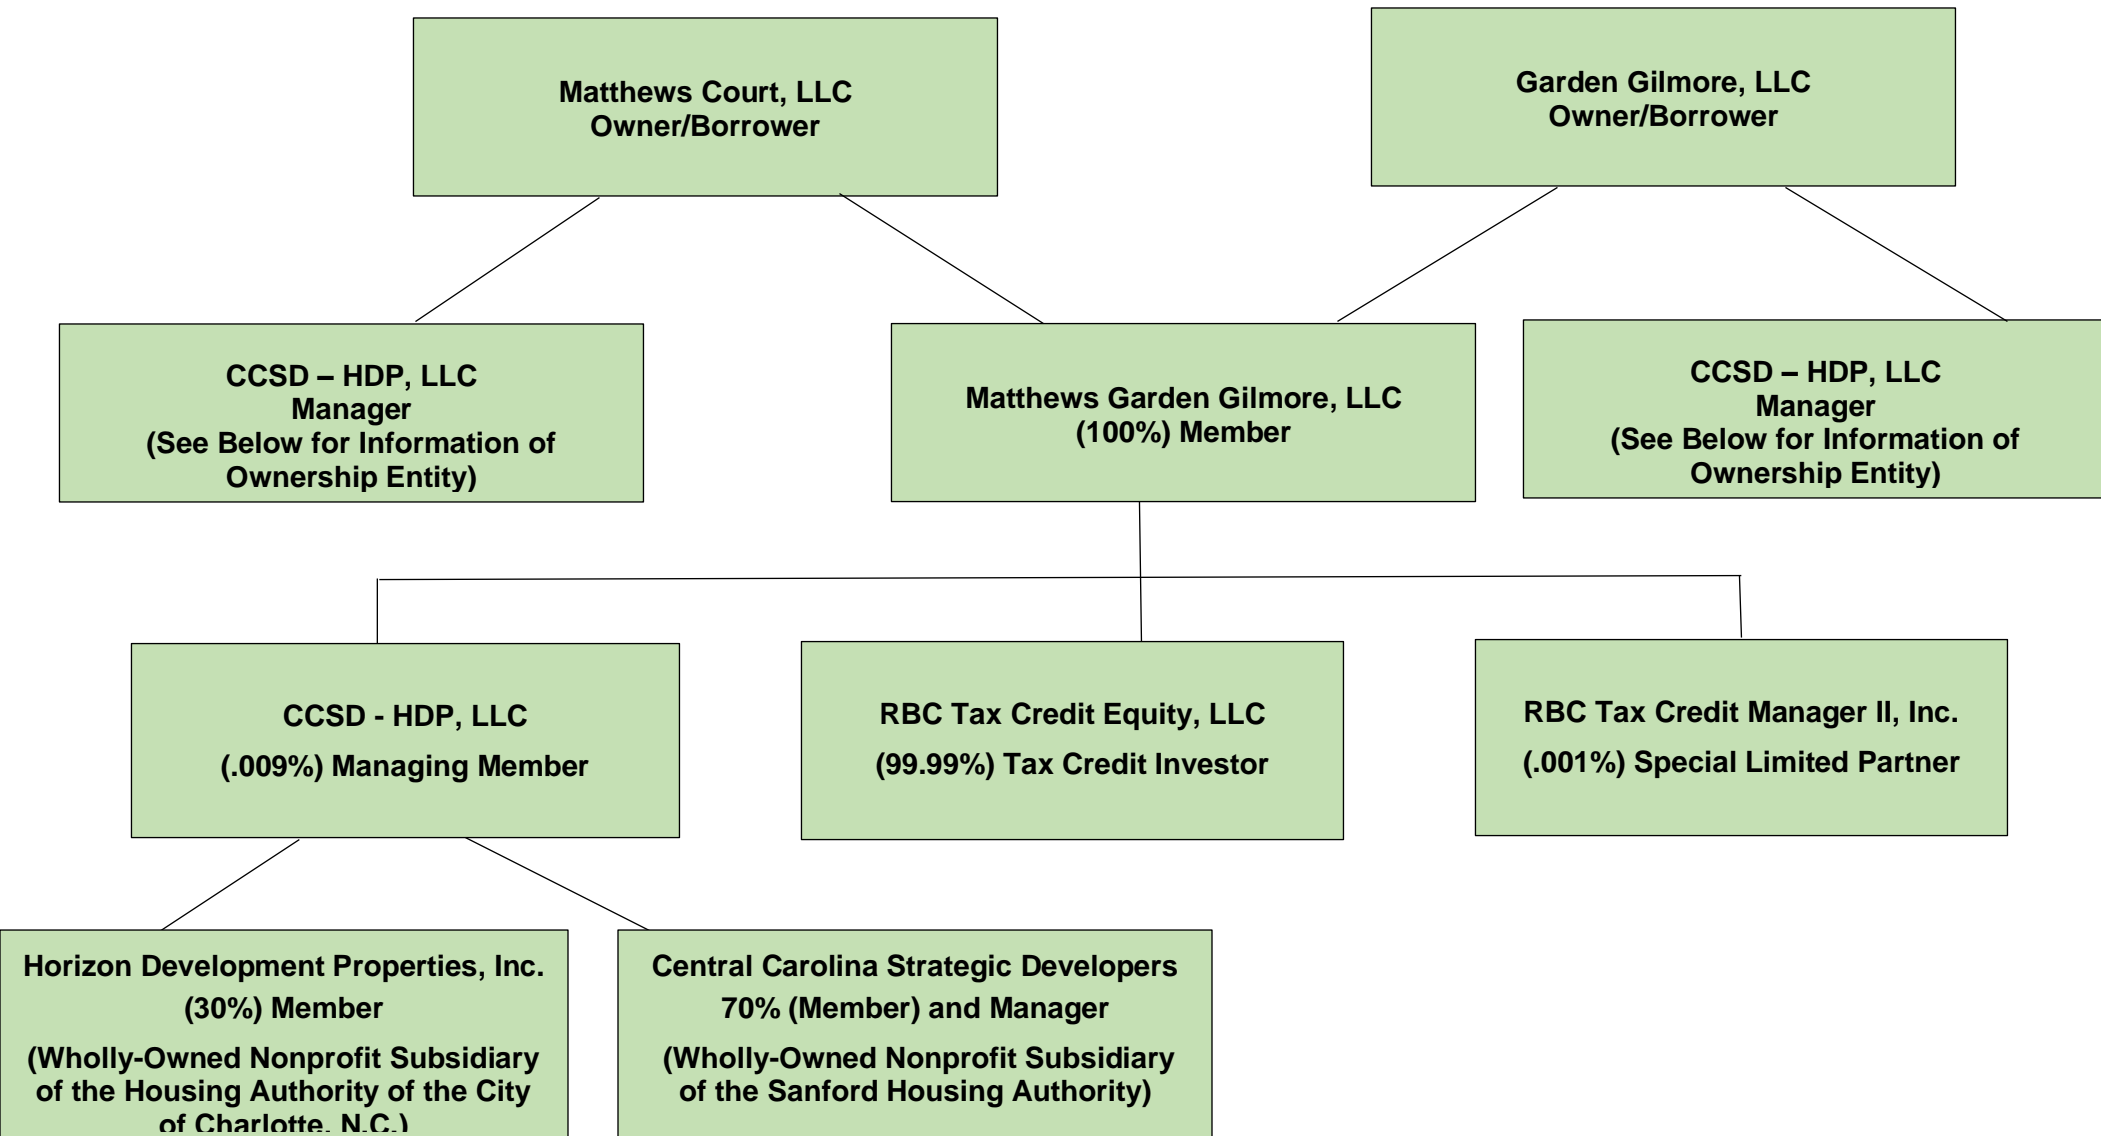 Matthews Court, LLC
Owner/Borrower
Garden Gilmore, LLC
Owner/Borrower
CCSD – HDP, LLC
Manager
(See Below for Information of
Ownership Entity)
Matthews Garden Gilmore, LLC
(100%) Member
CCSD – HDP, LLC
Manager
(See Below for Information of
Ownership Entity)
CCSD - HDP, LLC
(.009%) Managing Member
RBC Tax Credit Equity, LLC
(99.99%) Tax Credit Investor
RBC Tax Credit Manager II, Inc.
(.001%) Special Limited Partner
Horizon Development Properties, Inc.
(30%) Member
(Wholly-Owned Nonprofit Subsidiary
of the Housing Authority of the City
of Charlotte, N.C.)
Central Carolina Strategic Developers
70% (Member) and Manager
(Wholly-Owned Nonprofit Subsidiary
of the Sanford Housing Authority)